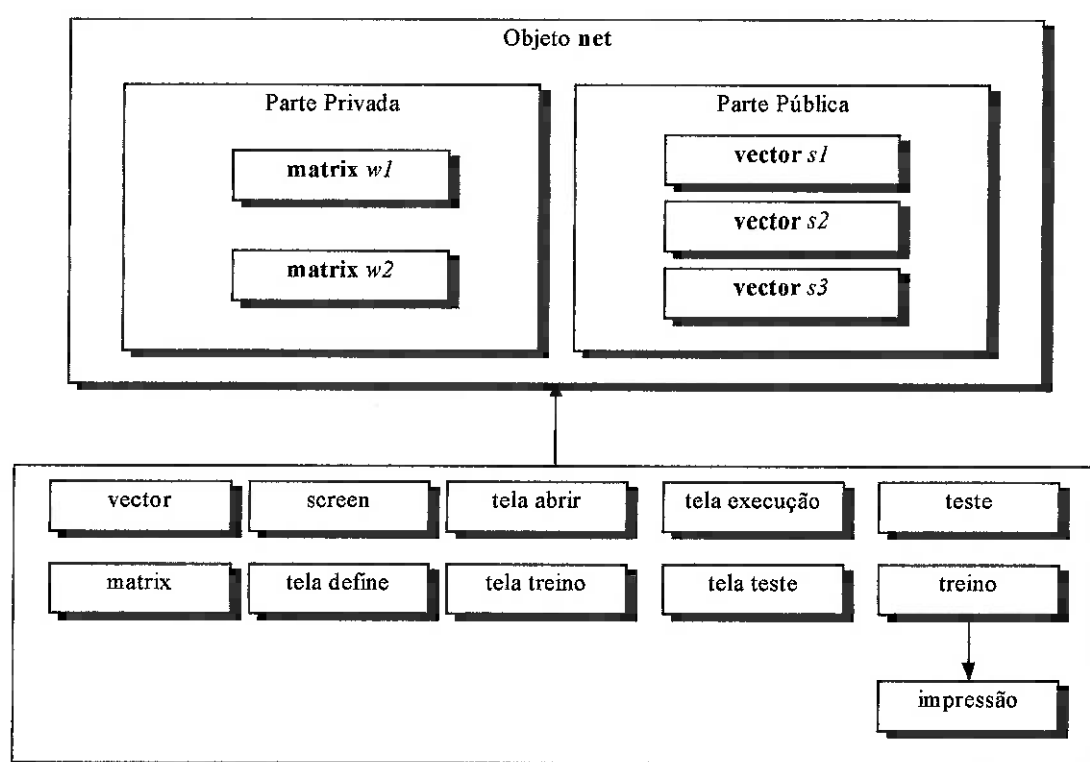 Objeto net
Parte Privada
matrix w1
matrix w2
Parte Pública
vector s1
vector s2
vector s3
vector
screen
tela abrir
tela execução
teste
matrix
tela define
tela treino
tela teste
treino
impressão